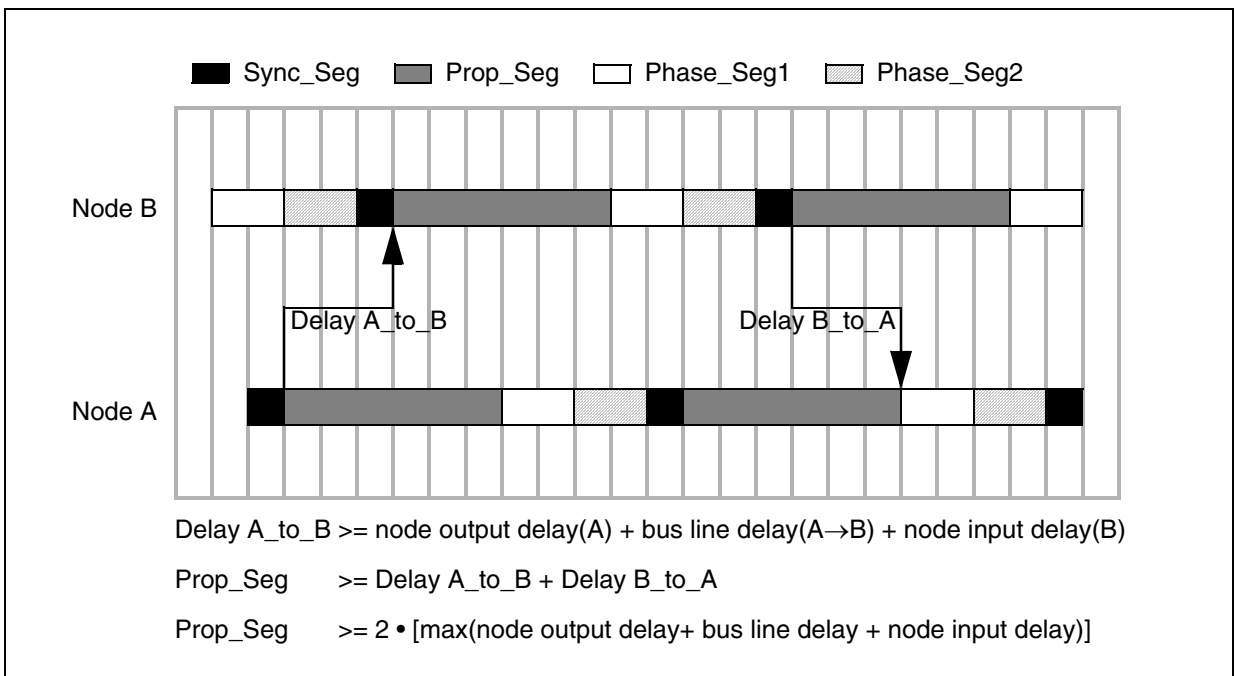 Sync_Seg Prop_Seg Phase_Seg1 Phase_Seg2
Node B
Delay A_to_B Delay B_to_A
Node A
Delay A_to_B >= node output delay(A) + bus line delay(A→B) + node input delay(B)
Prop_Seg >= Delay A_to_B + Delay B_to_A
Prop_Seg >= 2 • [max(node output delay+ bus line delay + node input delay)]